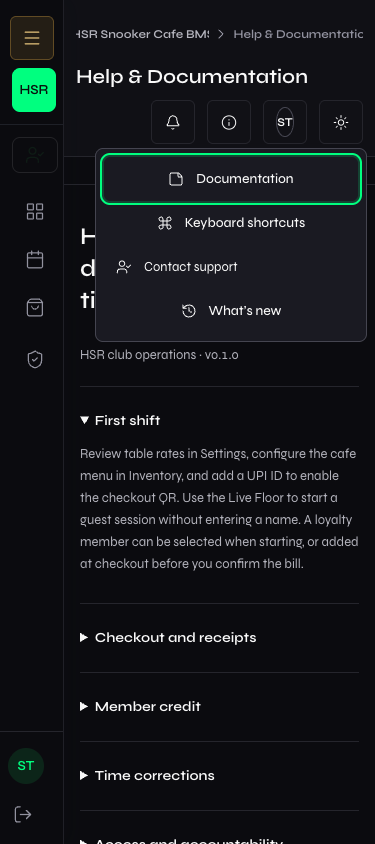 HSR Snooker Cafe BMS > Help & Documentatic
HSR
Help & Documentation
ST
Documentation
Keyboard shortcuts
Contact support
What's new
H
d
ti
HSR club operations · v0.1.0
First shift
Review table rates in Settings, configure the cafe
menu in Inventory, and add a UPI ID to enable
the checkout QR. Use the Live Floor to start a
guest session without entering a name. A loyalty
member can be selected when starting, or added
at checkout before you confirm the bill.
Checkout and receipts
Member credit
Time corrections
Access and accountability
ST